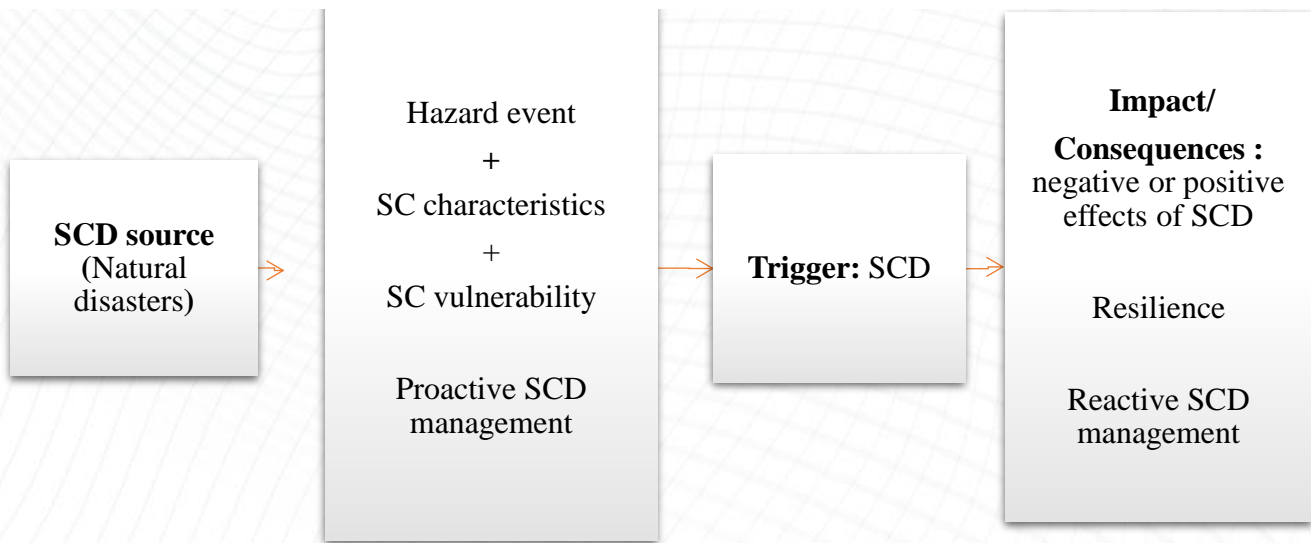 SCD source
(Natural
disasters)
Hazard event
+
SC characteristics
+
SC vulnerability
Proactive SCD
management
Trigger: SCD
Impact/
Consequences :
negative or positive
effects of SCD
Resilience
Reactive SCD
management